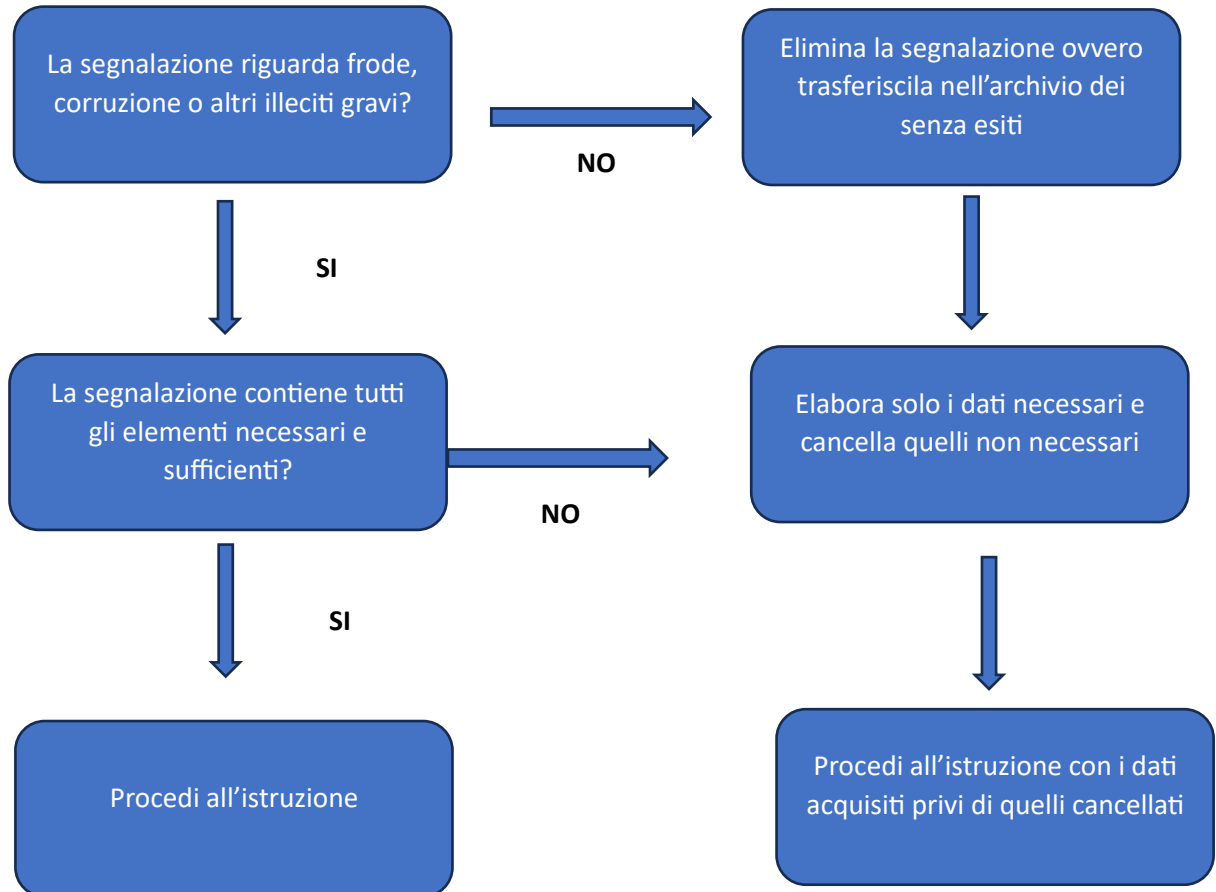 La segnalazione riguarda frode,
corruzione o altri illeciti gravi?
NO
Elimina la segnalazione ovvero
trasferiscila nell’archivio dei
senza esiti
SI
La segnalazione contiene tutti
gli elementi necessari e
sufficienti?
NO
Elabora solo i dati necessari e
cancella quelli non necessari
SI
Procedi all’istruzione
Procedi all’istruzione con i dati
acquisiti privi di quelli cancellati